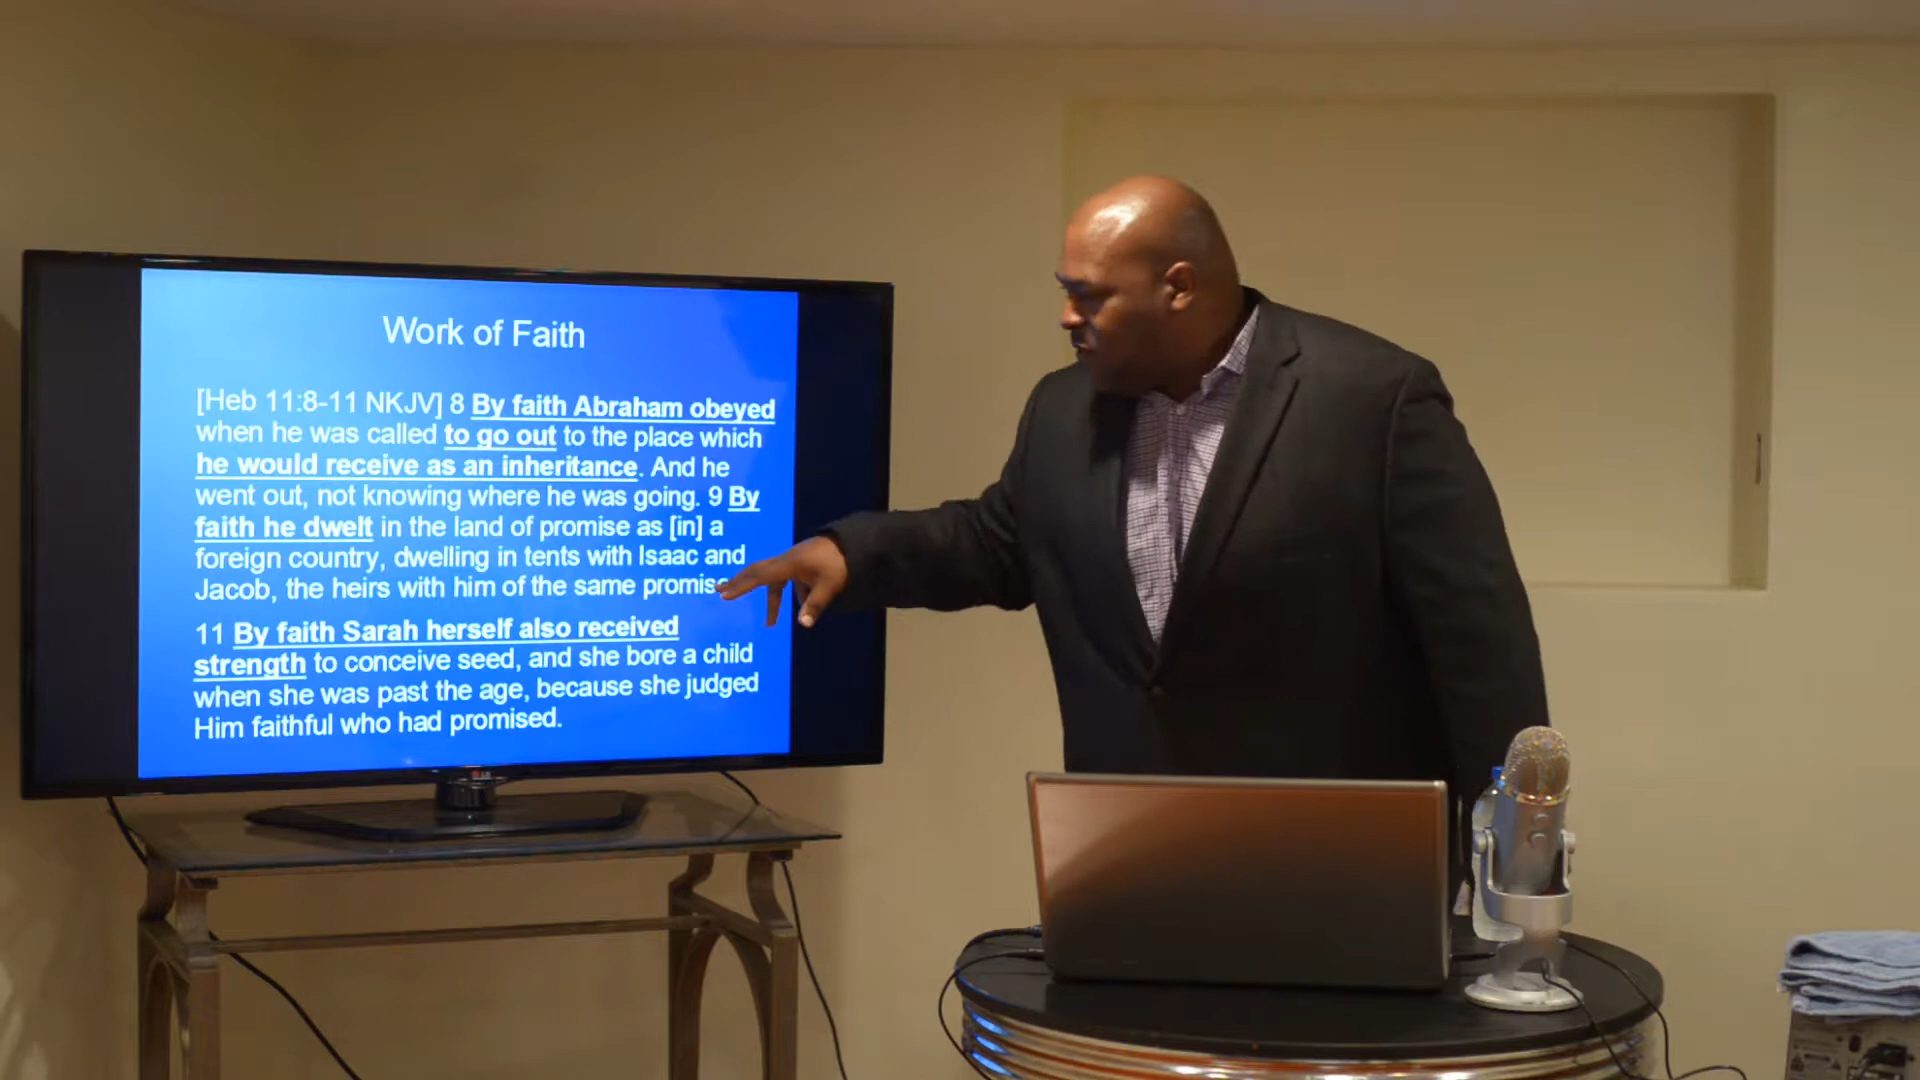 Work of Faith
[Heb 11:8-11 NKJV] 8 By faith Abraham obeyed
when he was called to go out to the place which
he would receive as an inheritance. And he
went out, not knowing where he was going. 9 By
faith he dwelt in the land of promise as [in] a
foreign country, dwelling in tents with Isaac and
Jacob, the heirs with him of the same promise
11 By faith Sarah herself also received
strength to conceive seed, and she bore a child
when she was past the age, because she judged
Him faithful who had promised.
LG